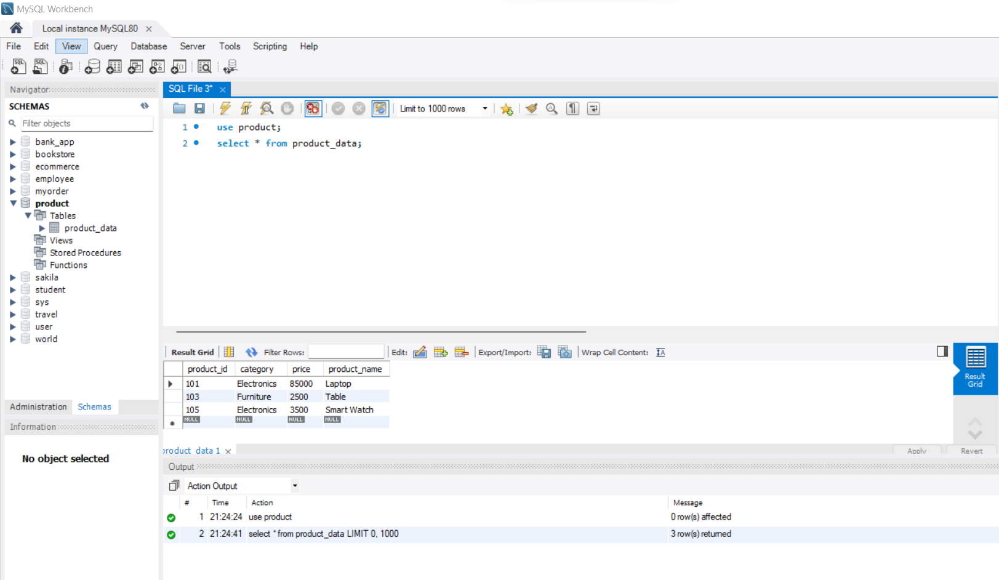 MySQL Workbench
Local instance MySQL80
File Edit View Query Database Server Tools Scripting Help
Navigator
SCHEMAS
Filter objects
bank_app
bookstore
ecommerce
employee
myorder
product
Tables
product_data
Views
Stored Procedures
Functions
sakila
student
sys
travel
user
world
Administration Schemas
Information
No object selected
SQL File 3*
Limit to 1000 rows
1 use product;
2 select * from product_data;
Result Grid Filter Rows: Edit: Export/Import: Wrap Cell Content:
product_id category price product_name
101 Electronics 85000 Laptop
103 Furniture 2500 Table
105 Electronics 3500 Smart Watch
NULL NULL NULL NULL
Result
Grid
product_data 1
Apply Revert
Output
Action Output
# Time Action Message
1 21:24:24 use product 0 row(s) affected
2 21:24:41 select * from product_data LIMIT 0, 1000 3 row(s) returned